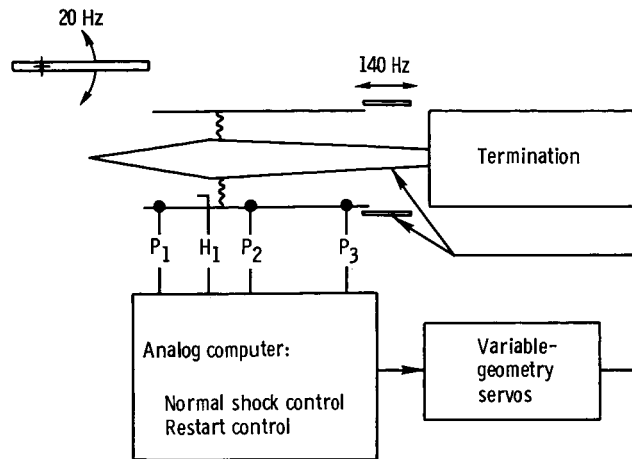 20 Hz
140 Hz
Termination
P1 H1 P2 P3
Analog computer:
Normal shock control
Restart control
Variable-
geometry
servos